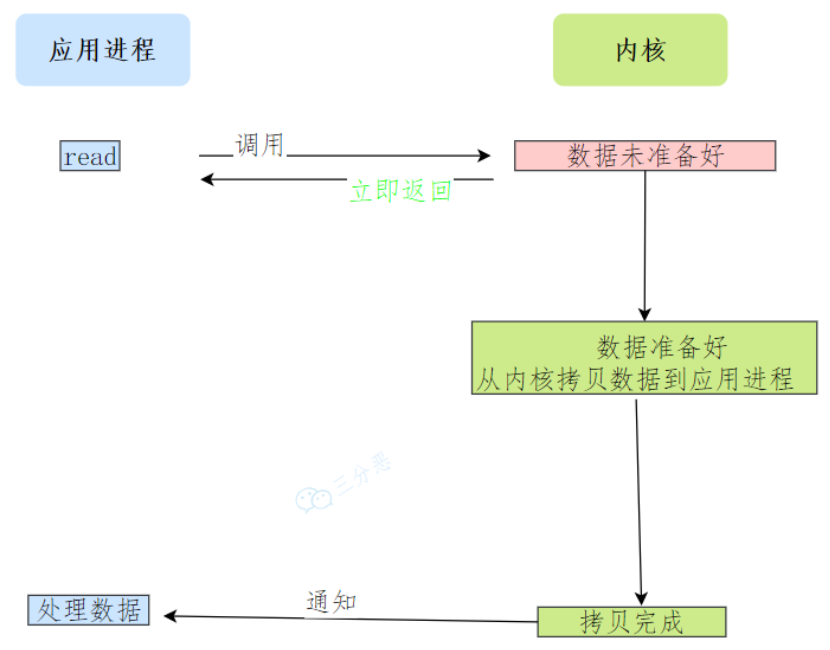 应用进程
内核
read
调用
数据未准备好
立即返回
数据准备好
从内核拷贝数据到应用进程
三分恶
处理数据
通知
拷贝完成